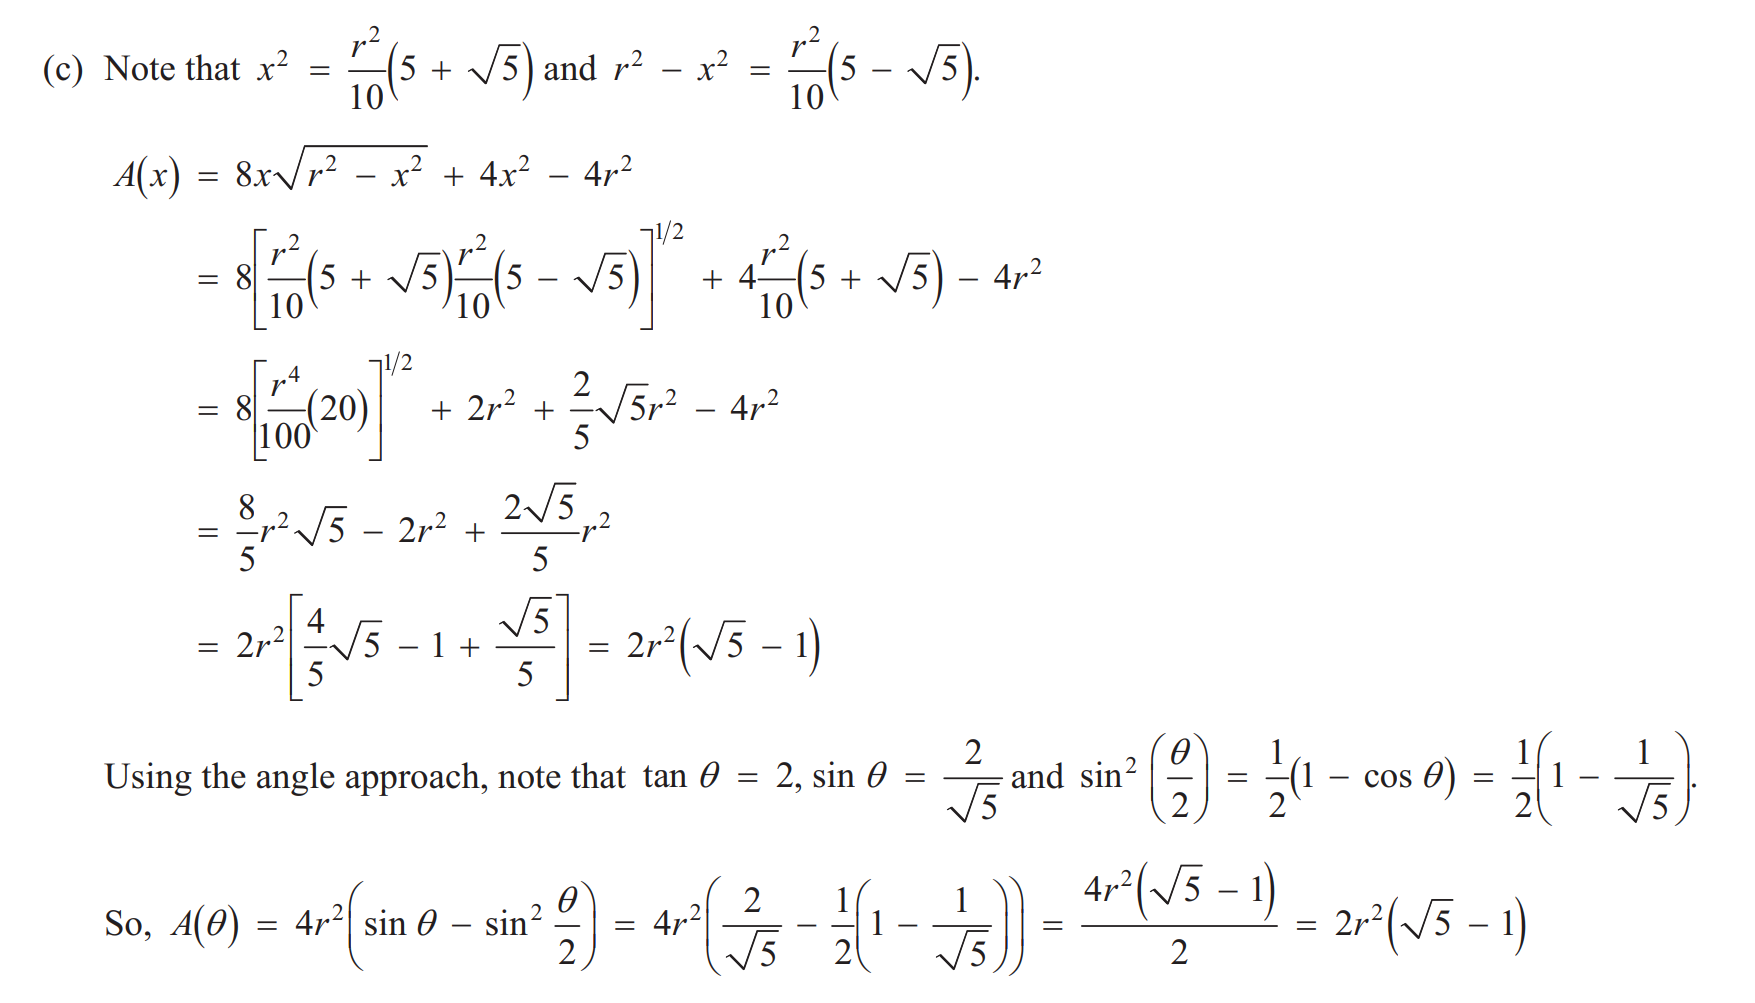 (c) Note that x² = r²/10 (5 + √5) and r² − x² = r²/10 (5 − √5).
A(x) = 8x√(r² − x²) + 4x² − 4r²
= 8[r²/10 (5 + √5) r²/10 (5 − √5)]^(1/2) + 4 r²/10 (5 + √5) − 4r²
= 8[r⁴/100 (20)]^(1/2) + 2r² + 2/5 √5r² − 4r²
= 8/5 r²√5 − 2r² + 2√5/5 r²
= 2r²[4/5 √5 − 1 + √5/5] = 2r²(√5 − 1)
Using the angle approach, note that tan θ = 2, sin θ = 2/√5 and sin²(θ/2) = 1/2 (1 − cos θ) = 1/2 (1 − 1/√5).
So, A(θ) = 4r²(sin θ − sin² θ/2) = 4r²(2/√5 − 1/2 (1 − 1/√5)) = 4r²(√5 − 1)/2 = 2r²(√5 − 1)